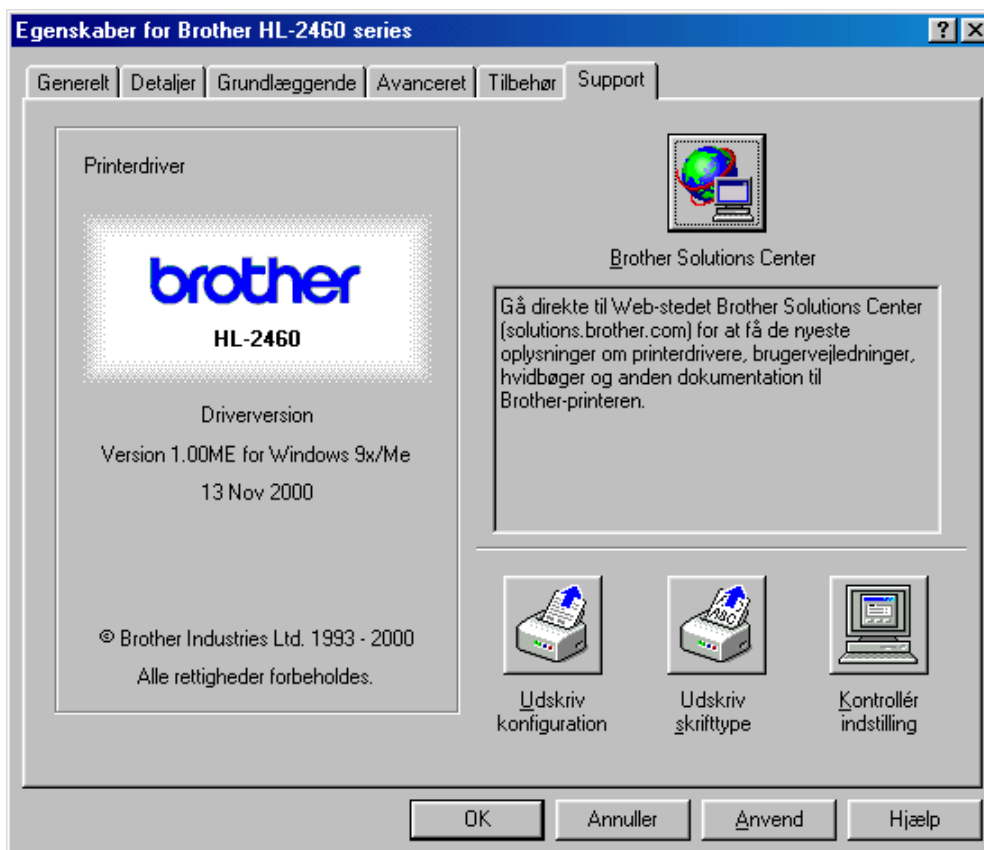 Egenskaber for Brother HL-2460 series
Generelt Detaljer Grundlæggende Avanceret Tilbehør Support
Printerdriver
brother
HL-2460
Driverversion
Version 1.00ME for Windows 9x/Me
13 Nov 2000
© Brother Industries Ltd. 1993 - 2000
Alle rettigheder forbeholdes.
Brother Solutions Center
Gå direkte til Web-stedet Brother Solutions Center
(solutions.brother.com) for at få de nyeste
oplysninger om printerdrivere, brugervejledninger,
hvidbøger og anden dokumentation til
Brother-printeren.
ABC
Udskriv
konfiguration
Udskriv
skrifttype
Kontrollér
indstilling
OK Annuller Anvend Hjælp